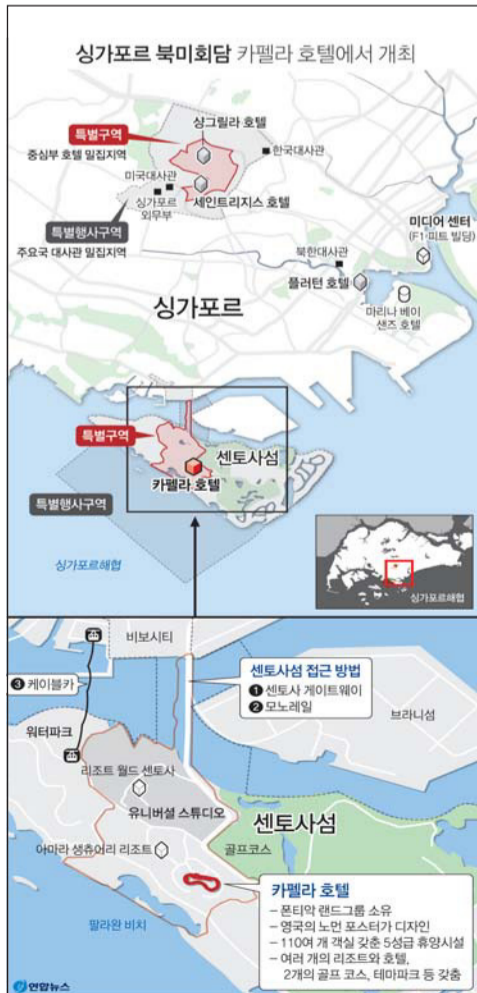 싱가포르 북미회담 카펠라 호텔에서 개최
특별구역
중심부 호텔 밀집지역
샹그릴라 호텔
한국대사관
미국대사관
싱가포르
외무부
세인트리지스 호텔
특별행사구역
주요국 대사관 밀집지역
미디어 센터
(F1 피트 빌딩)
북한대사관
플러턴 호텔
마리나 베이
샌즈 호텔
싱가포르
특별구역
센토사섬
카펠라 호텔
특별행사구역
싱가포르해협
싱가포르해협
비보시티
❸ 케이블카
센토사섬 접근 방법
❶ 센토사 게이트웨이
❷ 모노레일
브라니섬
워터파크
리조트 월드 센토사
유니버셜 스튜디오
센토사섬
골프코스
아마라 생츄어리 리조트
카펠라 호텔
– 폰티악 랜드그룹 소유
– 영국의 노먼 포스터가 디자인
– 110여 개 객실 갖춘 5성급 휴양시설
– 여러 개의 리조트와 호텔,
2개의 골프 코스, 테마파크 등 갖춤
팔라완 비치
연합뉴스